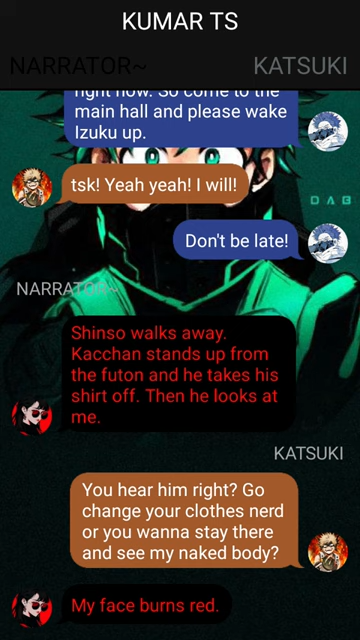 KUMAR TS
NARRATOR~
KATSUKI
right now. So come to the
main hall and please wake
Izuku up.
tsk! Yeah yeah! I will!
DAB
Don't be late!
NARRATOR~
Shinso walks away.
Kacchan stands up from
the futon and he takes his
shirt off. Then he looks at
me.
KATSUKI
You hear him right? Go
change your clothes nerd
or you wanna stay there
and see my naked body?
My face burns red.